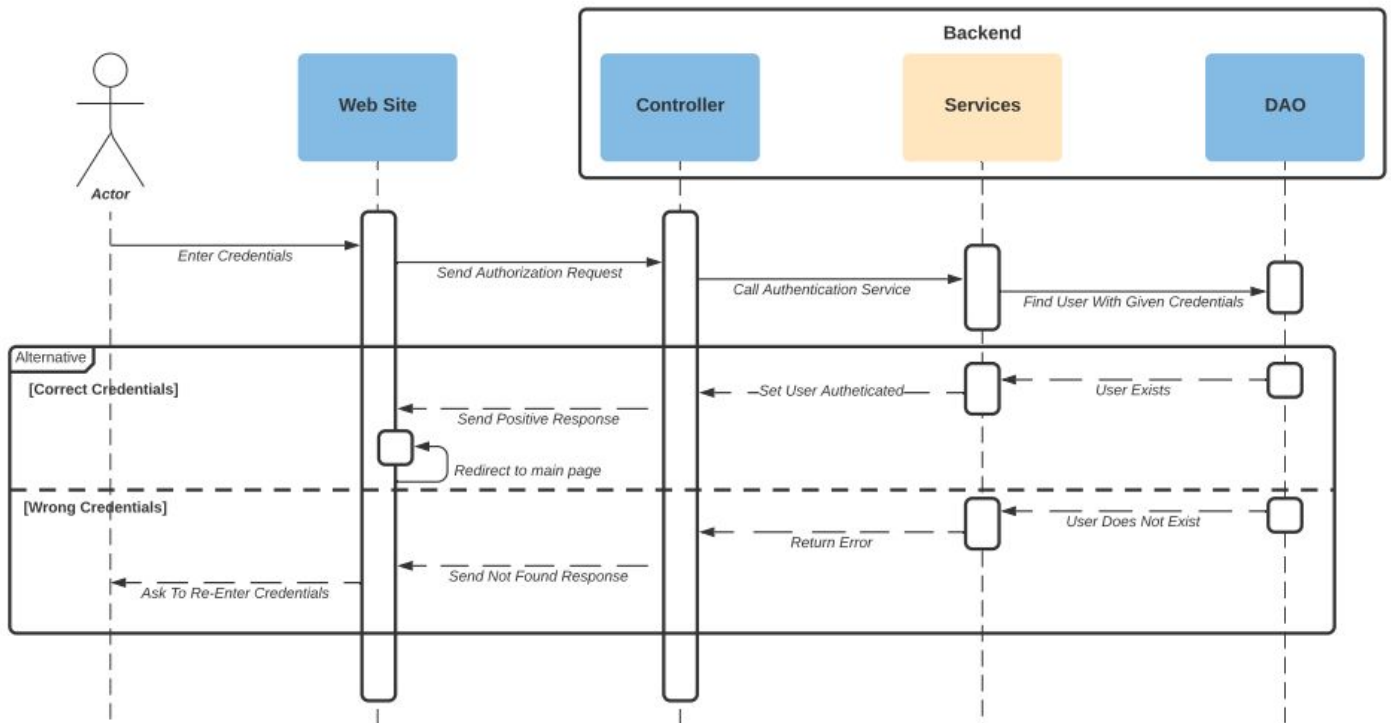 Backend
Web Site
Controller
Services
DAO
Actor
Enter Credentials
Send Authorization Request
Call Authentication Service
Find User With Given Credentials
Alternative
[Correct Credentials]
User Exists
Set User Autheticated
Send Positive Response
Redirect to main page
[Wrong Credentials]
User Does Not Exist
Return Error
Send Not Found Response
Ask To Re-Enter Credentials